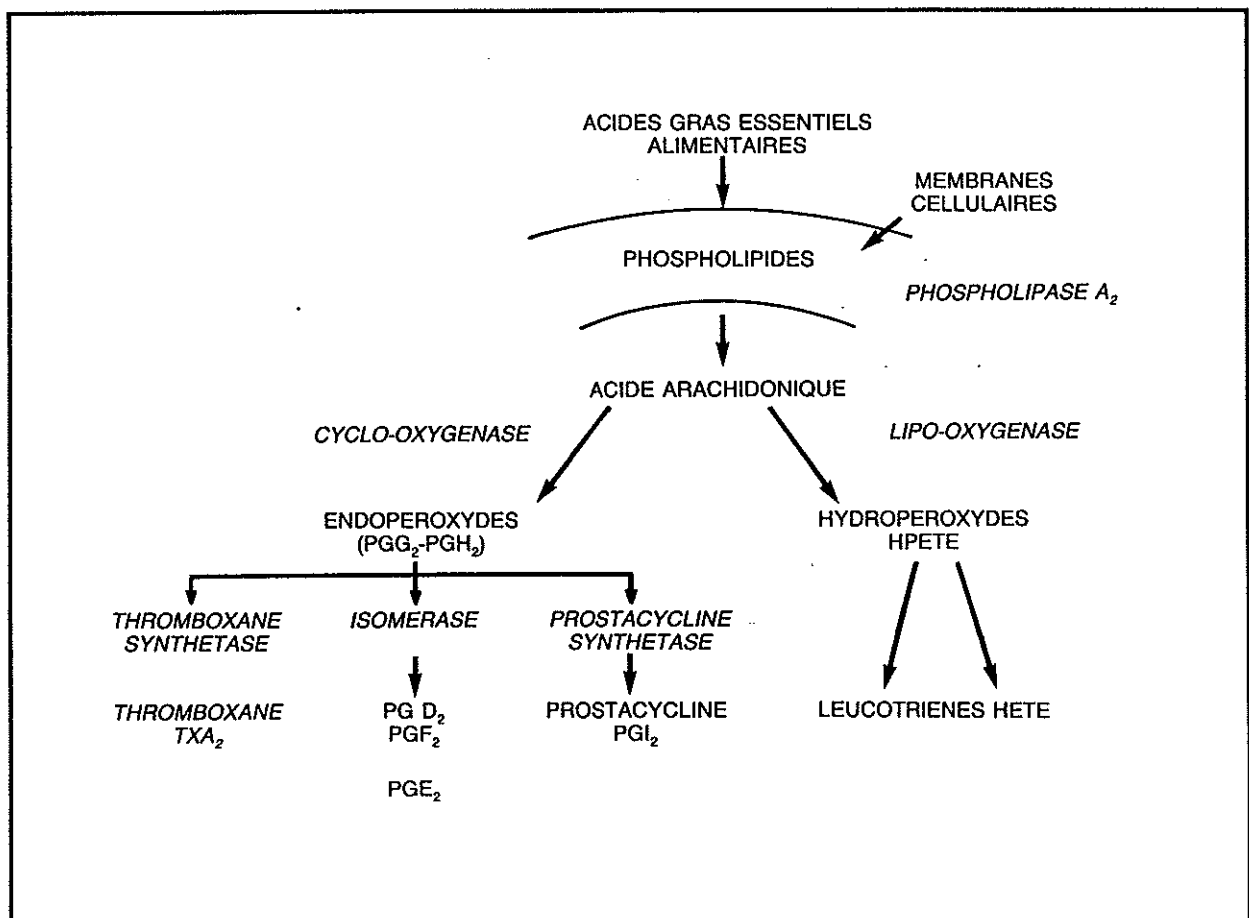 ACIDES GRAS ESSENTIELS
ALIMENTAIRES
MEMBRANES
CELLULAIRES
PHOSPHOLIPIDES
PHOSPHOLIPASE A₂
ACIDE ARACHIDONIQUE
CYCLO-OXYGENASE
LIPO-OXYGENASE
ENDOPEROXYDES
(PGG₂-PGH₂)
HYDROPEROXYDES
HPETE
THROMBOXANE
SYNTHETASE
ISOMERASE
PROSTACYCLINE
SYNTHETASE
THROMBOXANE
TXA₂
PG D₂
PGF₂
PGE₂
PROSTACYCLINE
PGI₂
LEUCOTRIENES HETE